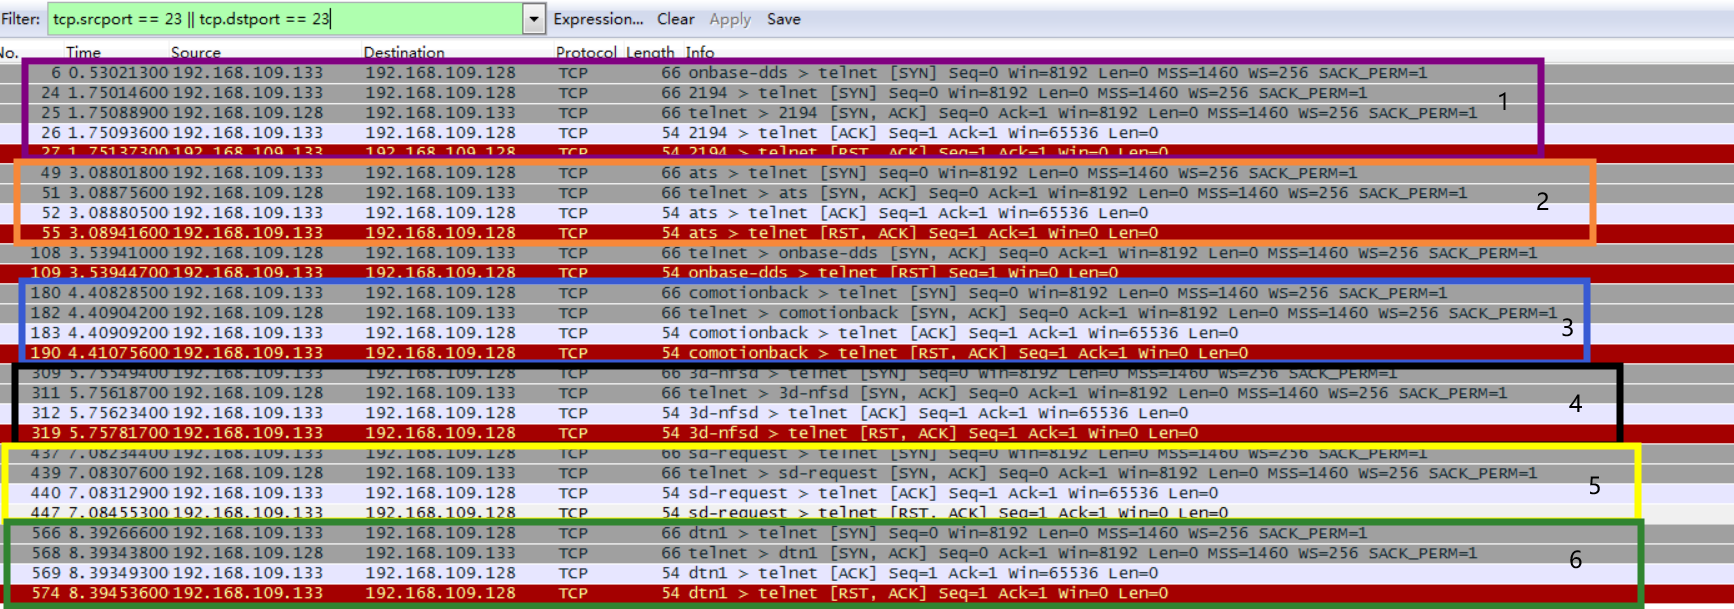 Filter: tcp.srcport == 23 || tcp.dstport == 23 Expression... Clear Apply Save
No. Time Source Destination Protocol Length Info
6 0.53021300 192.168.109.133 192.168.109.128 TCP 66 onbase-dds > telnet [SYN] Seq=0 Win=8192 Len=0 MSS=1460 WS=256 SACK_PERM=1
24 1.75014600 192.168.109.133 192.168.109.128 TCP 66 2194 > telnet [SYN] Seq=0 Win=8192 Len=0 MSS=1460 WS=256 SACK_PERM=1
1
25 1.75088900 192.168.109.128 192.168.109.133 TCP 66 telnet > 2194 [SYN, ACK] Seq=0 Ack=1 Win=8192 Len=0 MSS=1460 WS=256 SACK_PERM=1
26 1.75093600 192.168.109.133 192.168.109.128 TCP 54 2194 > telnet [ACK] Seq=1 Ack=1 Win=65536 Len=0
27 1.75137300 192.168.109.133 192.168.109.128 TCP 54 2194 > telnet [RST, ACK] Seq=1 Ack=1 Win=0 Len=0
49 3.08801800 192.168.109.133 192.168.109.128 TCP 66 ats > telnet [SYN] Seq=0 Win=8192 Len=0 MSS=1460 WS=256 SACK_PERM=1
51 3.08875600 192.168.109.128 192.168.109.133 TCP 66 telnet > ats [SYN, ACK] Seq=0 Ack=1 Win=8192 Len=0 MSS=1460 WS=256 SACK_PERM=1
2
52 3.08880500 192.168.109.133 192.168.109.128 TCP 54 ats > telnet [ACK] Seq=1 Ack=1 Win=65536 Len=0
55 3.08941600 192.168.109.133 192.168.109.128 TCP 54 ats > telnet [RST, ACK] Seq=1 Ack=1 Win=0 Len=0
108 3.53941000 192.168.109.128 192.168.109.133 TCP 66 telnet > onbase-dds [SYN, ACK] Seq=0 Ack=1 Win=8192 Len=0 MSS=1460 WS=256 SACK_PERM=1
109 3.53944700 192.168.109.133 192.168.109.128 TCP 54 onbase-dds > telnet [RST] Seq=1 Win=0 Len=0
180 4.40828500 192.168.109.133 192.168.109.128 TCP 66 comotionback > telnet [SYN] Seq=0 Win=8192 Len=0 MSS=1460 WS=256 SACK_PERM=1
182 4.40904200 192.168.109.128 192.168.109.133 TCP 66 telnet > comotionback [SYN, ACK] Seq=0 Ack=1 Win=8192 Len=0 MSS=1460 WS=256 SACK_PERM=1
3
183 4.40909200 192.168.109.133 192.168.109.128 TCP 54 comotionback > telnet [ACK] Seq=1 Ack=1 Win=65536 Len=0
190 4.41075600 192.168.109.133 192.168.109.128 TCP 54 comotionback > telnet [RST, ACK] Seq=1 Ack=1 Win=0 Len=0
309 5.75549400 192.168.109.133 192.168.109.128 TCP 66 3d-nfsd > telnet [SYN] Seq=0 Win=8192 Len=0 MSS=1460 WS=256 SACK_PERM=1
311 5.75618700 192.168.109.128 192.168.109.133 TCP 66 telnet > 3d-nfsd [SYN, ACK] Seq=0 Ack=1 Win=8192 Len=0 MSS=1460 WS=256 SACK_PERM=1
4
312 5.75623400 192.168.109.133 192.168.109.128 TCP 54 3d-nfsd > telnet [ACK] Seq=1 Ack=1 Win=65536 Len=0
319 5.75781700 192.168.109.133 192.168.109.128 TCP 54 3d-nfsd > telnet [RST, ACK] Seq=1 Ack=1 Win=0 Len=0
437 7.08234400 192.168.109.133 192.168.109.128 TCP 66 sd-request > telnet [SYN] Seq=0 Win=8192 Len=0 MSS=1460 WS=256 SACK_PERM=1
439 7.08307600 192.168.109.128 192.168.109.133 TCP 66 telnet > sd-request [SYN, ACK] Seq=0 Ack=1 Win=8192 Len=0 MSS=1460 WS=256 SACK_PERM=1
5
440 7.08312900 192.168.109.133 192.168.109.128 TCP 54 sd-request > telnet [ACK] Seq=1 Ack=1 Win=65536 Len=0
447 7.08455300 192.168.109.133 192.168.109.128 TCP 54 sd-request > telnet [RST, ACK] Seq=1 Ack=1 Win=0 Len=0
566 8.39266600 192.168.109.133 192.168.109.128 TCP 66 dtn1 > telnet [SYN] Seq=0 Win=8192 Len=0 MSS=1460 WS=256 SACK_PERM=1
568 8.39343800 192.168.109.128 192.168.109.133 TCP 66 telnet > dtn1 [SYN, ACK] Seq=0 Ack=1 Win=8192 Len=0 MSS=1460 WS=256 SACK_PERM=1
6
569 8.39349300 192.168.109.133 192.168.109.128 TCP 54 dtn1 > telnet [ACK] Seq=1 Ack=1 Win=65536 Len=0
574 8.39453600 192.168.109.133 192.168.109.128 TCP 54 dtn1 > telnet [RST, ACK] Seq=1 Ack=1 Win=0 Len=0